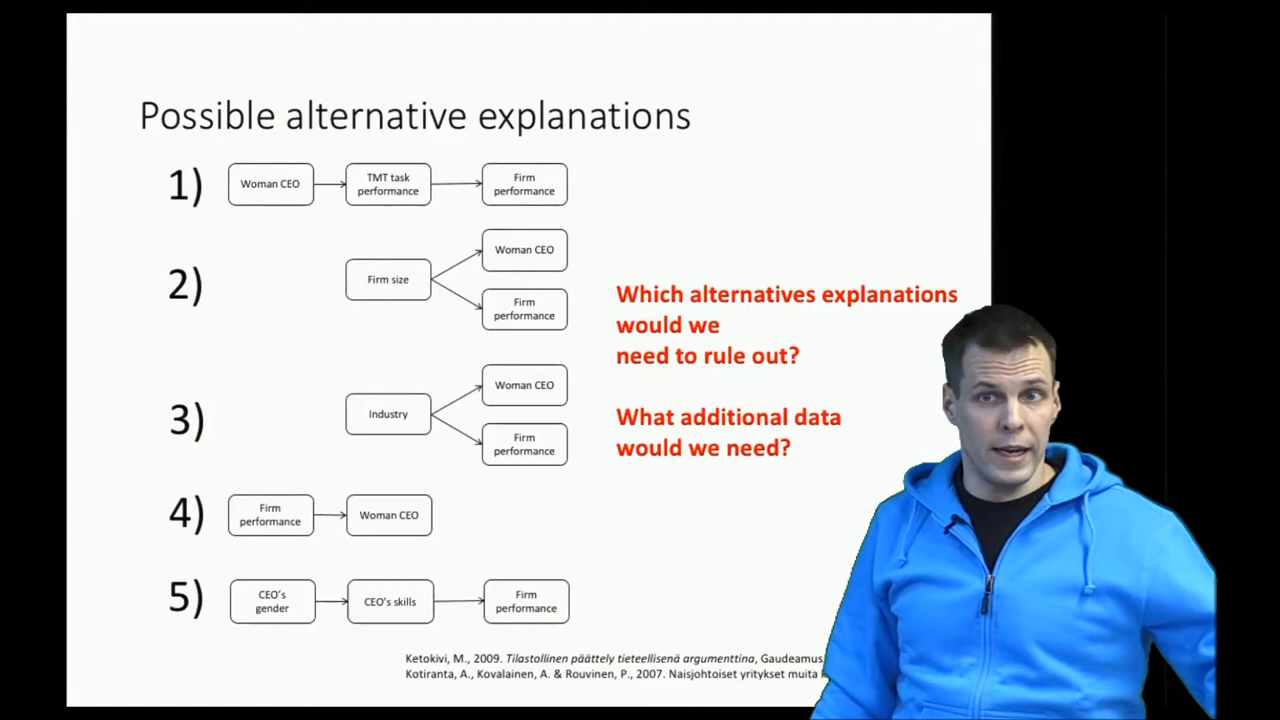 Possible alternative explanations
1)
Woman CEO
TMT task
performance
Firm
performance
2)
Firm size
Woman CEO
Firm
performance
Which alternatives explanations
would we
need to rule out?
3)
Industry
Woman CEO
Firm
performance
What additional data
would we need?
4)
Firm
performance
Woman CEO
5)
CEO's
gender
CEO's skills
Firm
performance
Ketokivi, M., 2009. Tilastollinen päättely tieteellisenä argumenttina, Gaudeamus
Kotiranta, A., Kovalainen, A. & Rouvinen, P., 2007. Naisjohtoiset yritykset muita